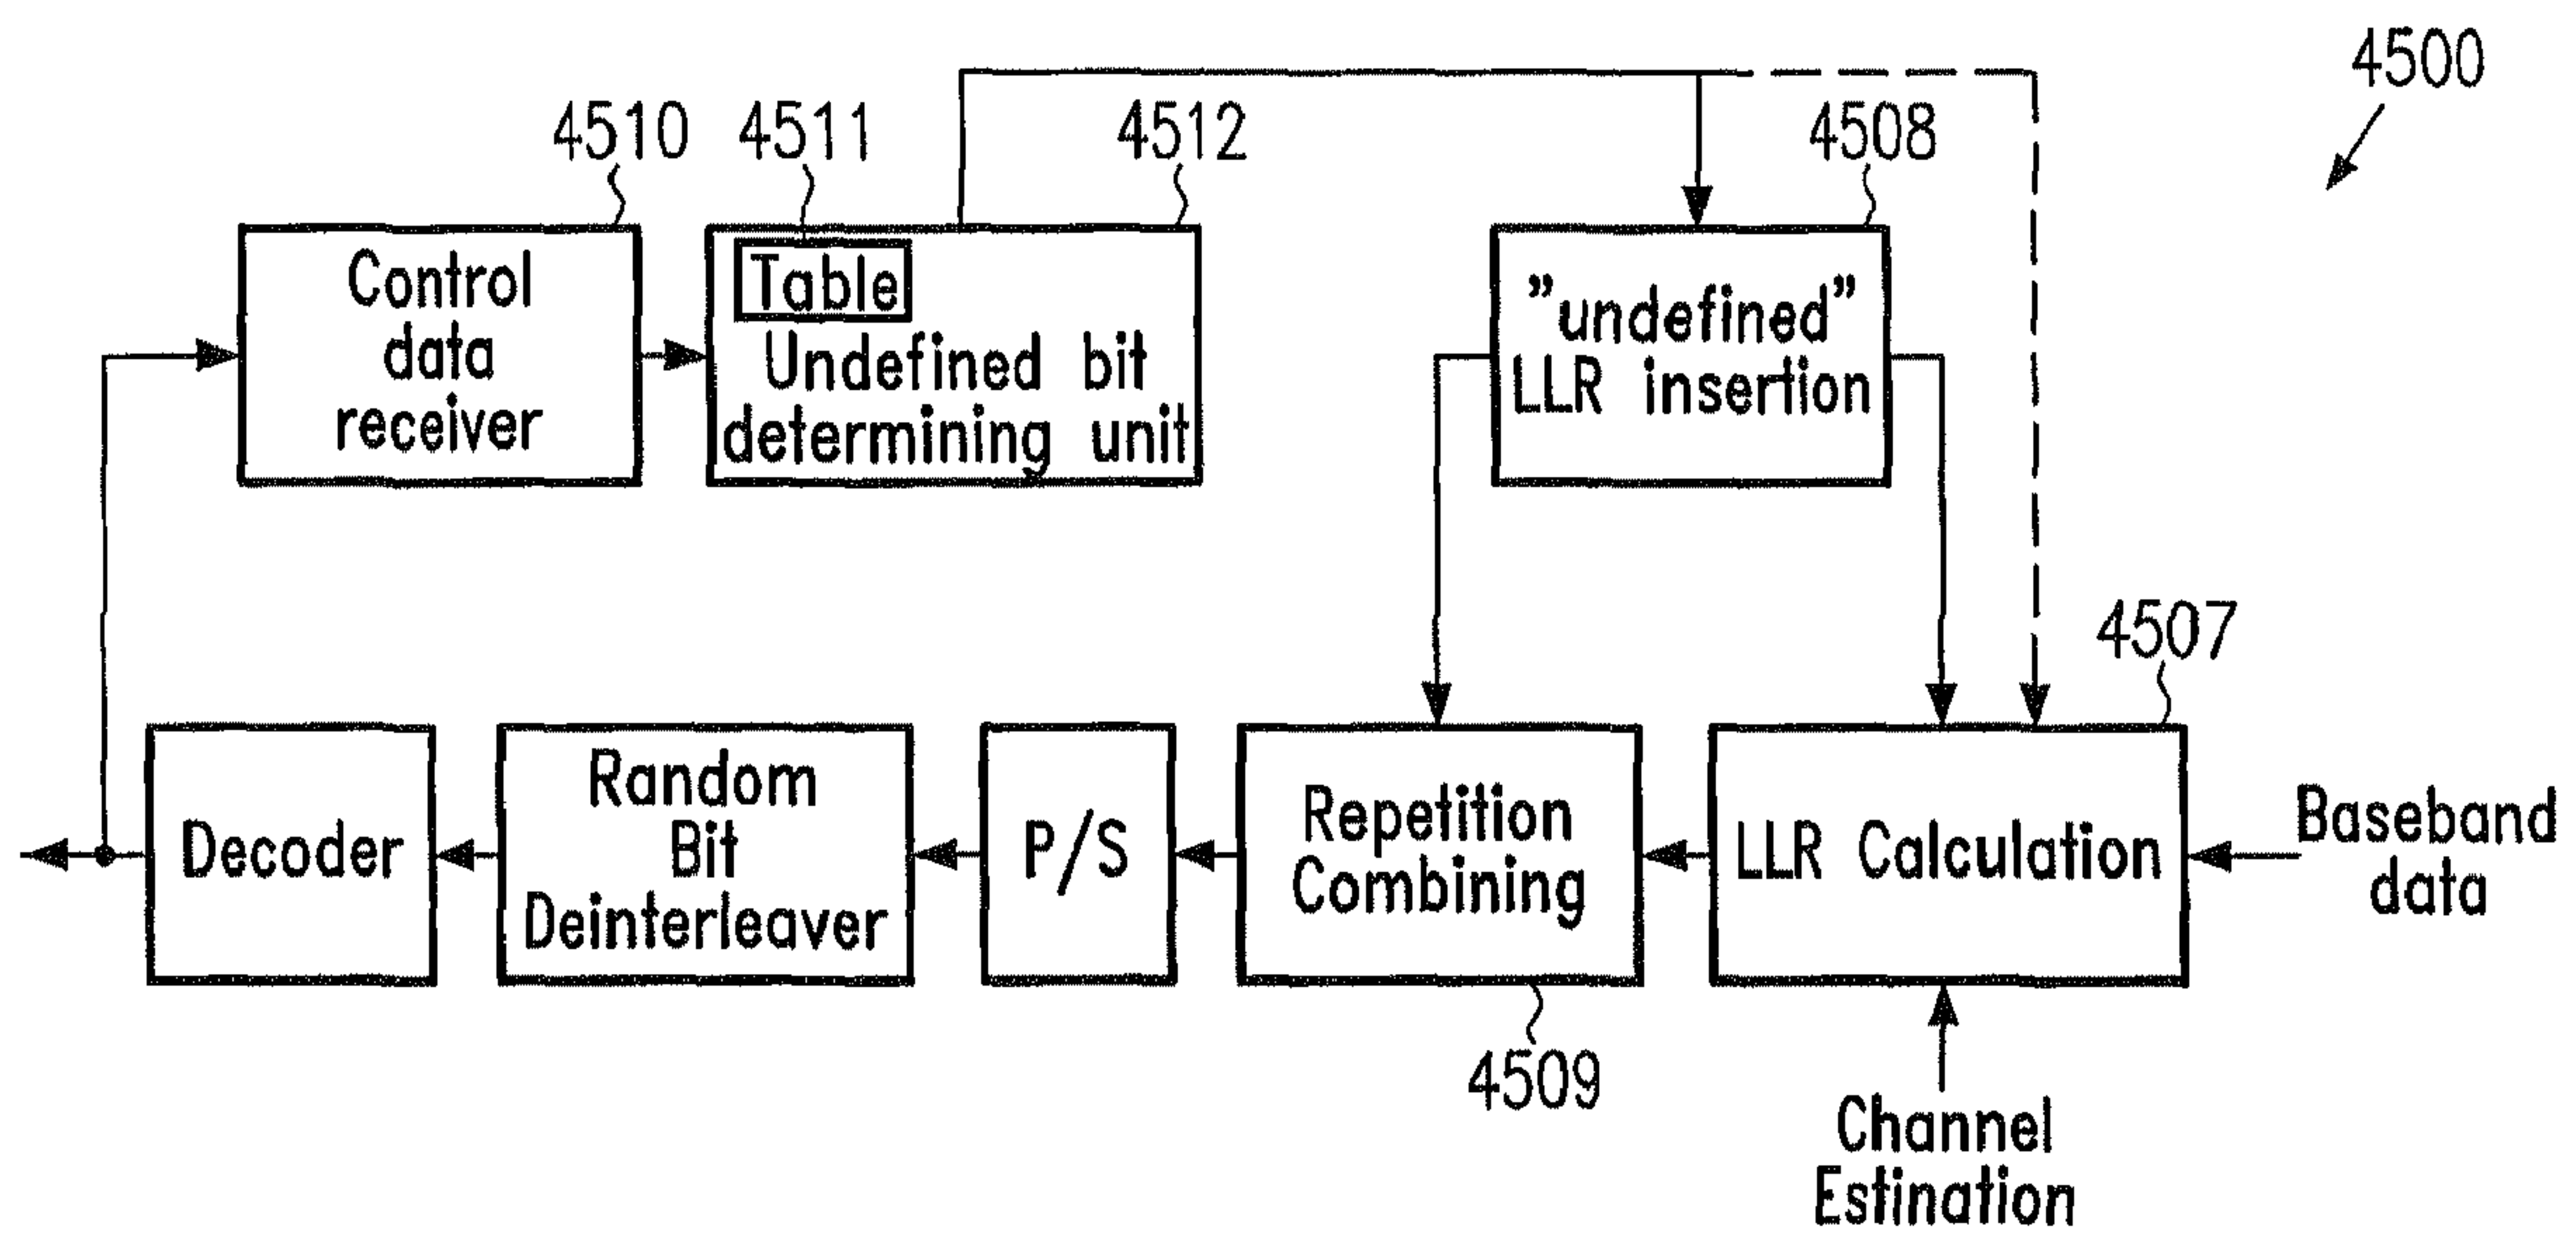 4500
4510
4511
4512
4508
Control
data
receiver
Table
Undefined bit
determining unit
"undefined"
LLR insertion
4507
Decoder
Random
Bit
Deinterleaver
P/S
Repetition
Combining
LLR Calculation
Baseband
data
4509
Channel
Estination